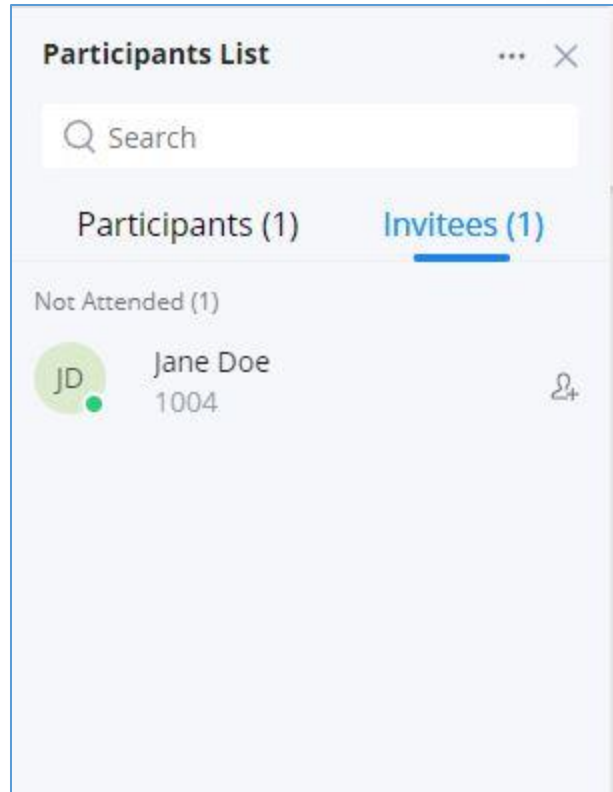 Participants List
Search
Participants (1) Invitees (1)
Not Attended (1)
JD
Jane Doe
1004